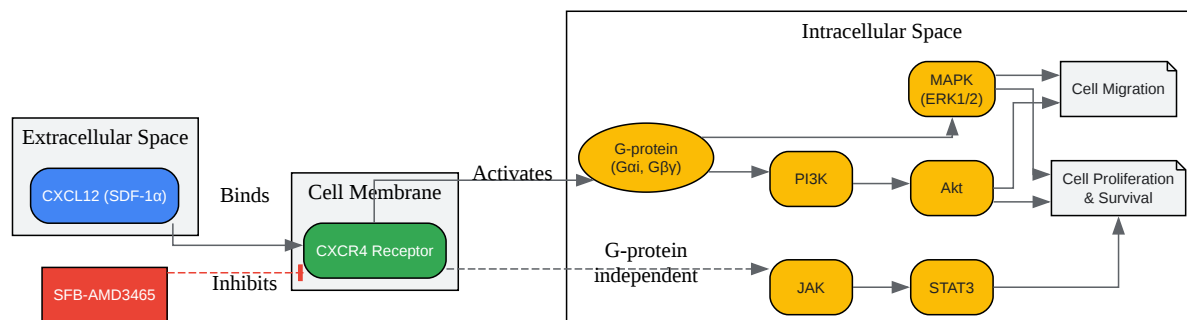 Intracellular Space
MAPK
(ERK1/2)
Cell Migration
Extracellular Space
CXCL12 (SDF-1α)
Binds
Cell Membrane
CXCR4 Receptor
Activates
G-protein
(Gαi, Gβγ)
PI3K
Akt
Cell Proliferation
& Survival
SFB-AMD3465
Inhibits
G-protein
independent
JAK
STAT3